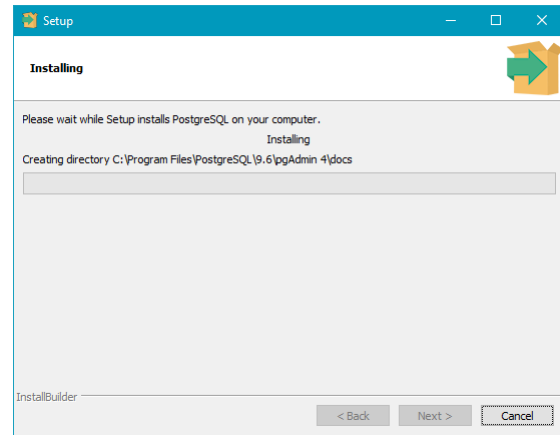 Setup
Installing
Please wait while Setup installs PostgreSQL on your computer.
Installing
Creating directory C:\Program Files\PostgreSQL\9.6\pgAdmin 4\docs
InstallBuilder
< Back Next > Cancel